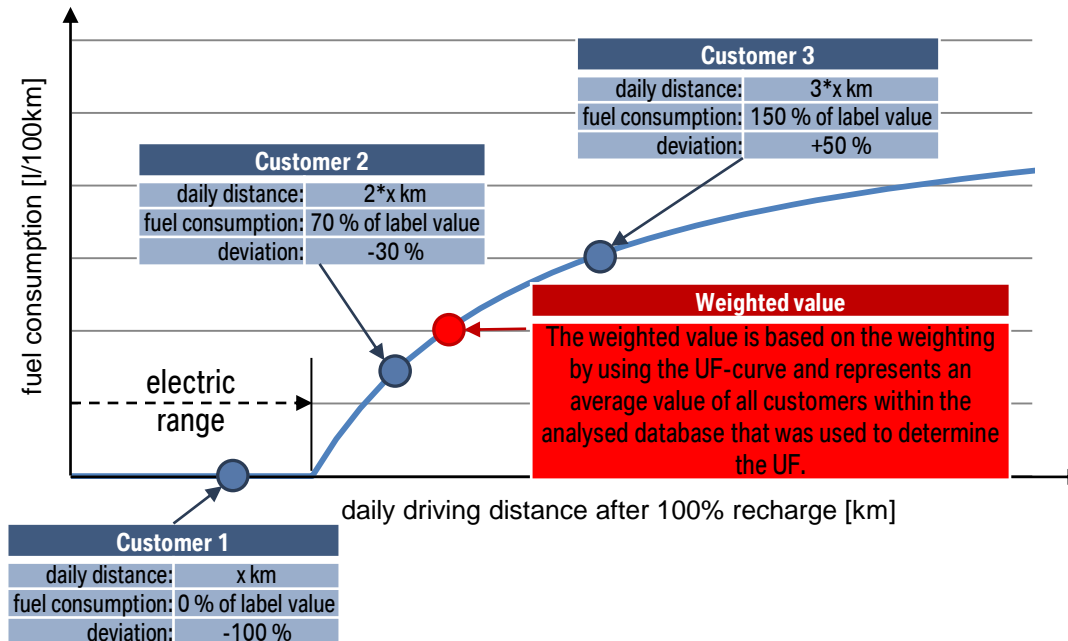 fuel consumption [l/100km]
Customer 3
daily distance: 3*x km
fuel consumption: 150 % of label value
deviation: +50 %
Customer 2
daily distance: 2*x km
fuel consumption: 70 % of label value
deviation: -30 %
Weighted value
The weighted value is based on the weighting
by using the UF-curve and represents an
average value of all customers within the
analysed database that was used to determine
the UF.
electric
range
daily driving distance after 100% recharge [km]
Customer 1
daily distance: x km
fuel consumption: 0 % of label value
deviation: -100 %